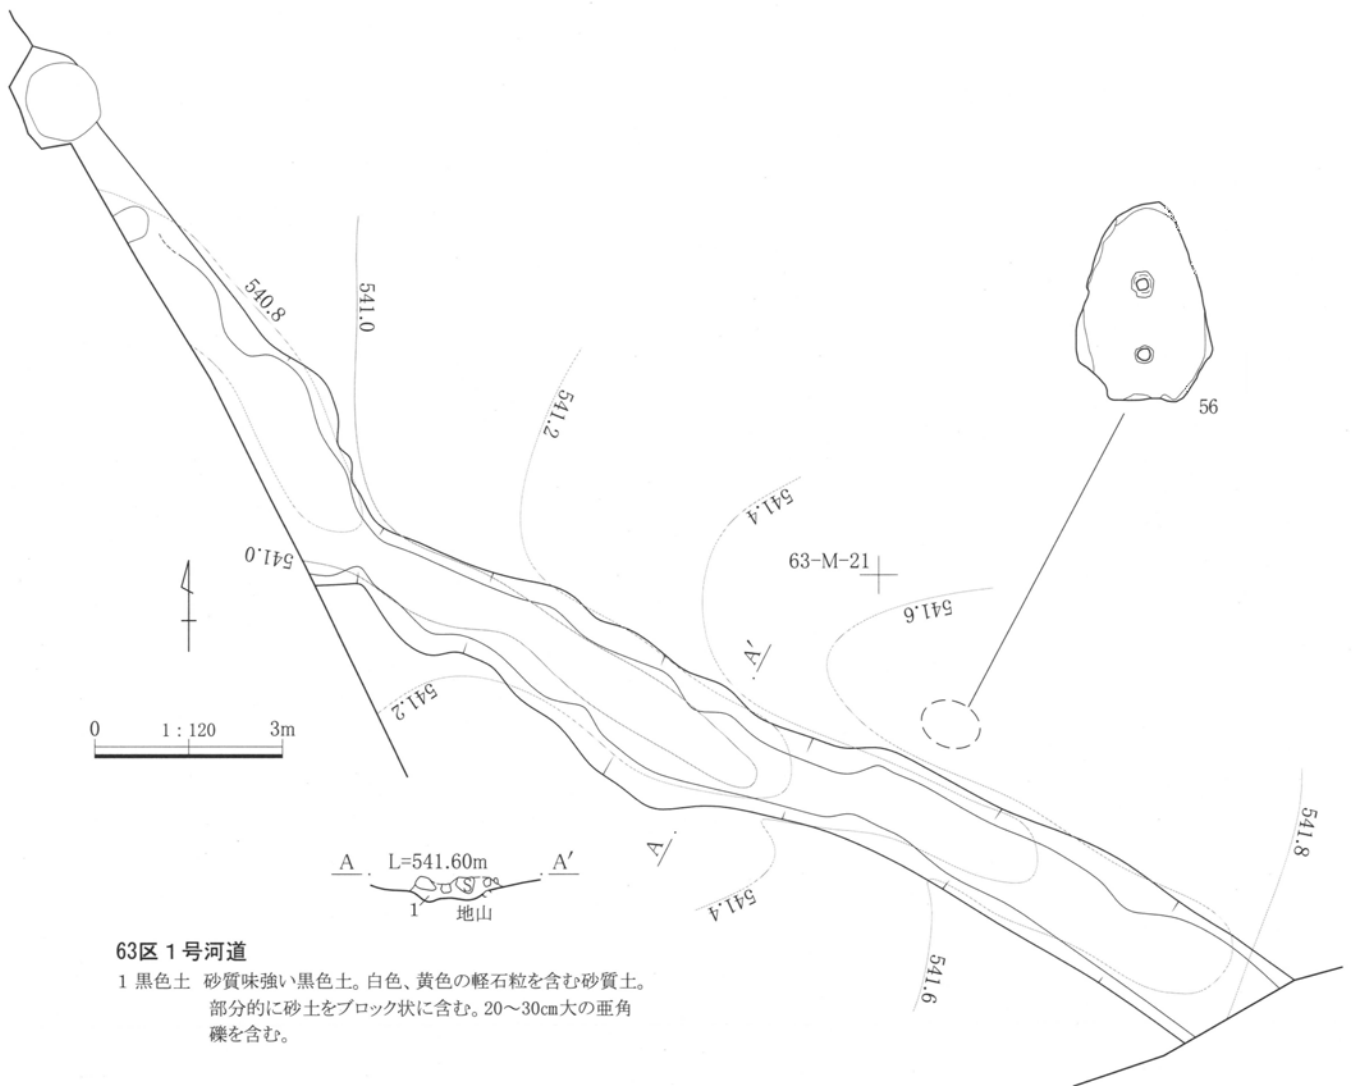 540.8
541.0
541.2
56
541.4
63-M-21
541.6
541.0
A′
541.2
0 1：120 3m
541.8
A
A L=541.60m A′
S
1 地山
541.4
541.6
63区１号河道
1 黒色土 砂質味強い黒色土。白色、黄色の軽石粒を含む砂質土。
部分的に砂土をブロック状に含む。20～30㎝大の亜角
礫を含む。